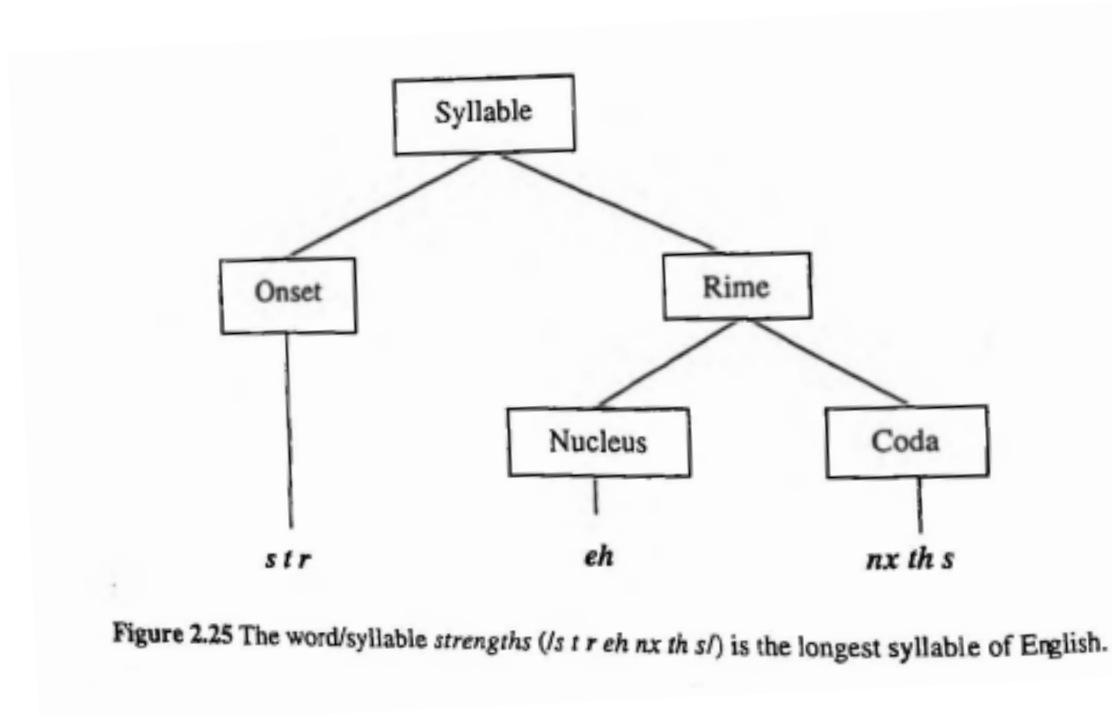 Syllable
Onset Rime
Nucleus Coda
s t r eh nx th s
Figure 2.25 The word/syllable strengths (/s t r eh nx th s/) is the longest syllable of English.